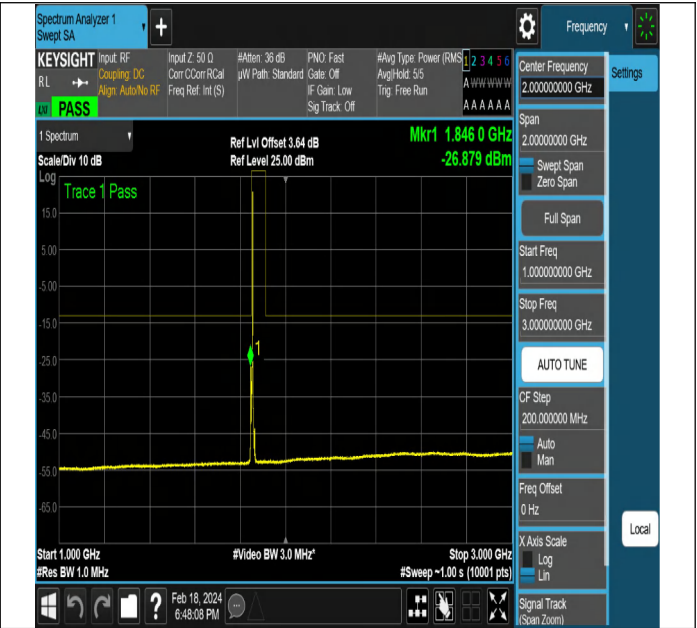 Spectrum Analyzer 1
Swept SA
+
Frequency
KEYSIGHT
RL
PASS
Input: RF
Coupling: DC
Align: Auto/No RF
Input Z: 50 Ω
Corr CCorr RCal
Freq Ref: Int (S)
#Atten: 36 dB
µW Path: Standard
PNO: Fast
Gate: Off
IF Gain: Low
Sig Track: Off
#Avg Type: Power (RMS
Avg|Hold: 5/5
Trig: Free Run
1 2 3 4 5 6
A W W W W W
A A A A A A
Center Frequency
2.000000000 GHz
Settings
Span
2.00000000 GHz
Swept Span
Zero Span
Full Span
Start Freq
1.000000000 GHz
Stop Freq
3.000000000 GHz
AUTO TUNE
CF Step
200.000000 MHz
Auto
Man
Freq Offset
0 Hz
X Axis Scale
Log
Lin
Signal Track
(Span Zoom)
Local
1 Spectrum
Scale/Div 10 dB
Ref Lvl Offset 3.64 dB
Ref Level 25.00 dBm
Mkr1 1.846 0 GHz
-26.879 dBm
Log
Trace 1 Pass
15.0
5.00
-5.00
-15.0
-25.0
-35.0
-45.0
-55.0
-65.0
1
Start 1.000 GHz
#Res BW 1.0 MHz
#Video BW 3.0 MHz*
Stop 3.000 GHz
#Sweep ~1.00 s (10001 pts)
?
Feb 18, 2024
6:48:08 PM